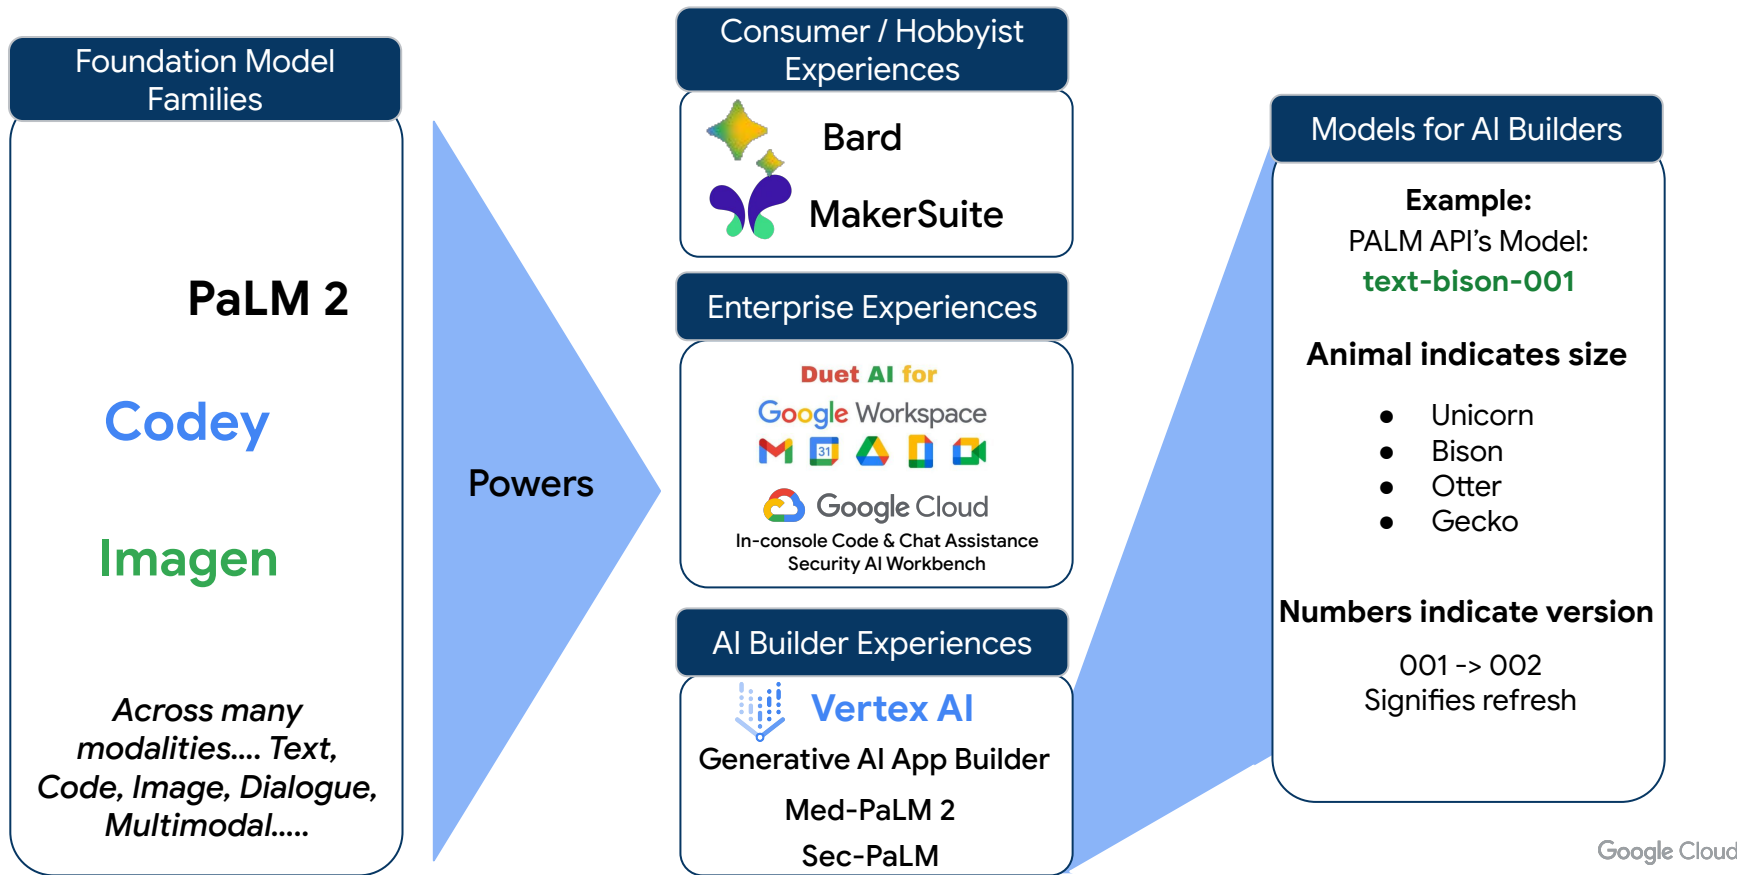 Foundation Model
Families
PaLM 2
Codey
Imagen
Across many
modalities.... Text,
Code, Image, Dialogue,
Multimodal.....
Powers
Consumer / Hobbyist
Experiences
Bard
MakerSuite
Enterprise Experiences
Duet AI for
Google Workspace
31
Google Cloud
In-console Code & Chat Assistance
Security AI Workbench
AI Builder Experiences
Vertex AI
Generative AI App Builder
Med-PaLM 2
Sec-PaLM
Models for AI Builders
Example:
PALM API’s Model:
text-bison-001
Animal indicates size
● Unicorn
● Bison
● Otter
● Gecko
Numbers indicate version
001 -> 002
Signifies refresh
Google Cloud